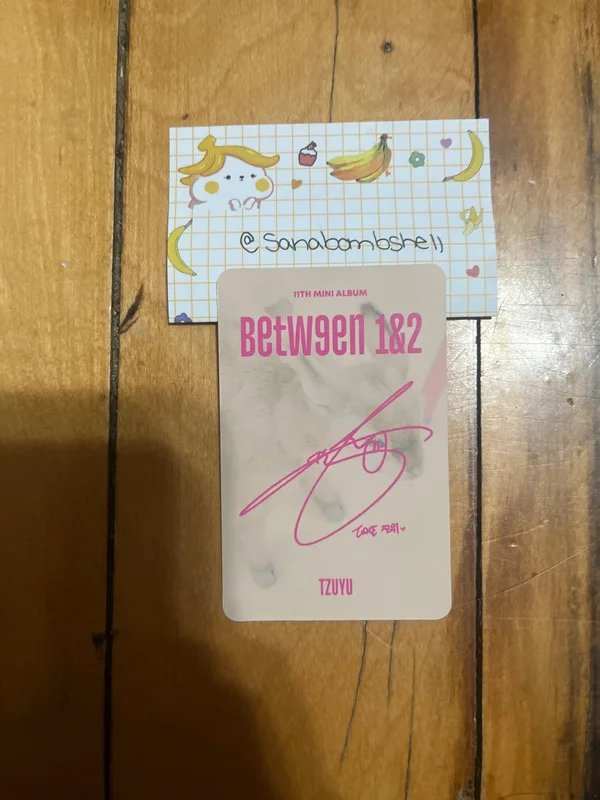 @sanabombshell
11TH MINI ALBUM
BETW9EN 1&2
TZUYU